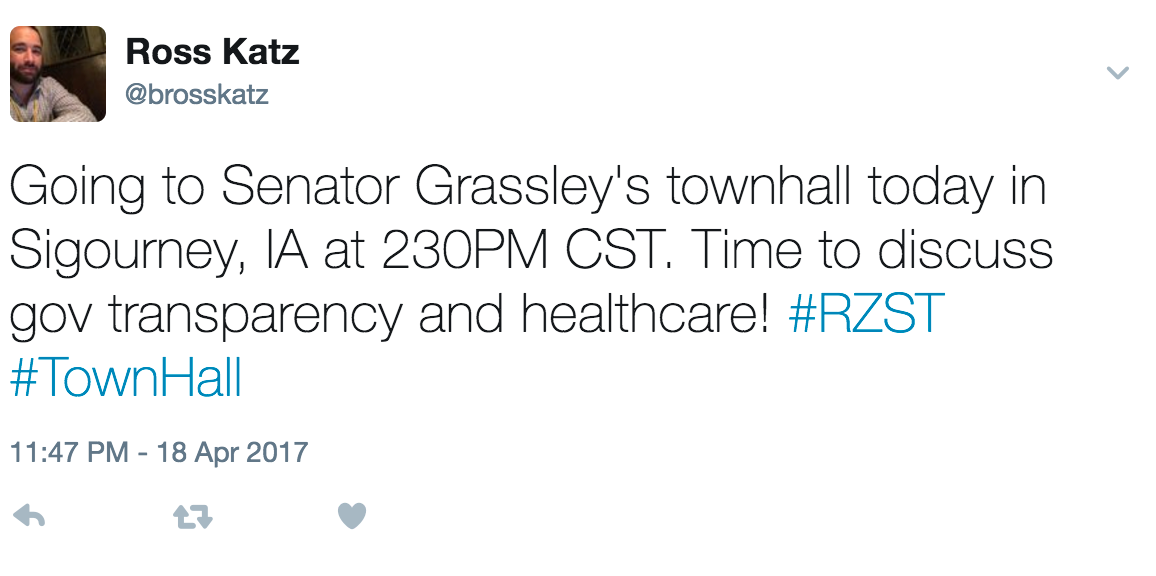 Ross Katz
@brosskatz
Going to Senator Grassley's townhall today in
Sigourney, IA at 230PM CST. Time to discuss
gov transparency and healthcare! #RZST
#TownHall
11:47 PM - 18 Apr 2017